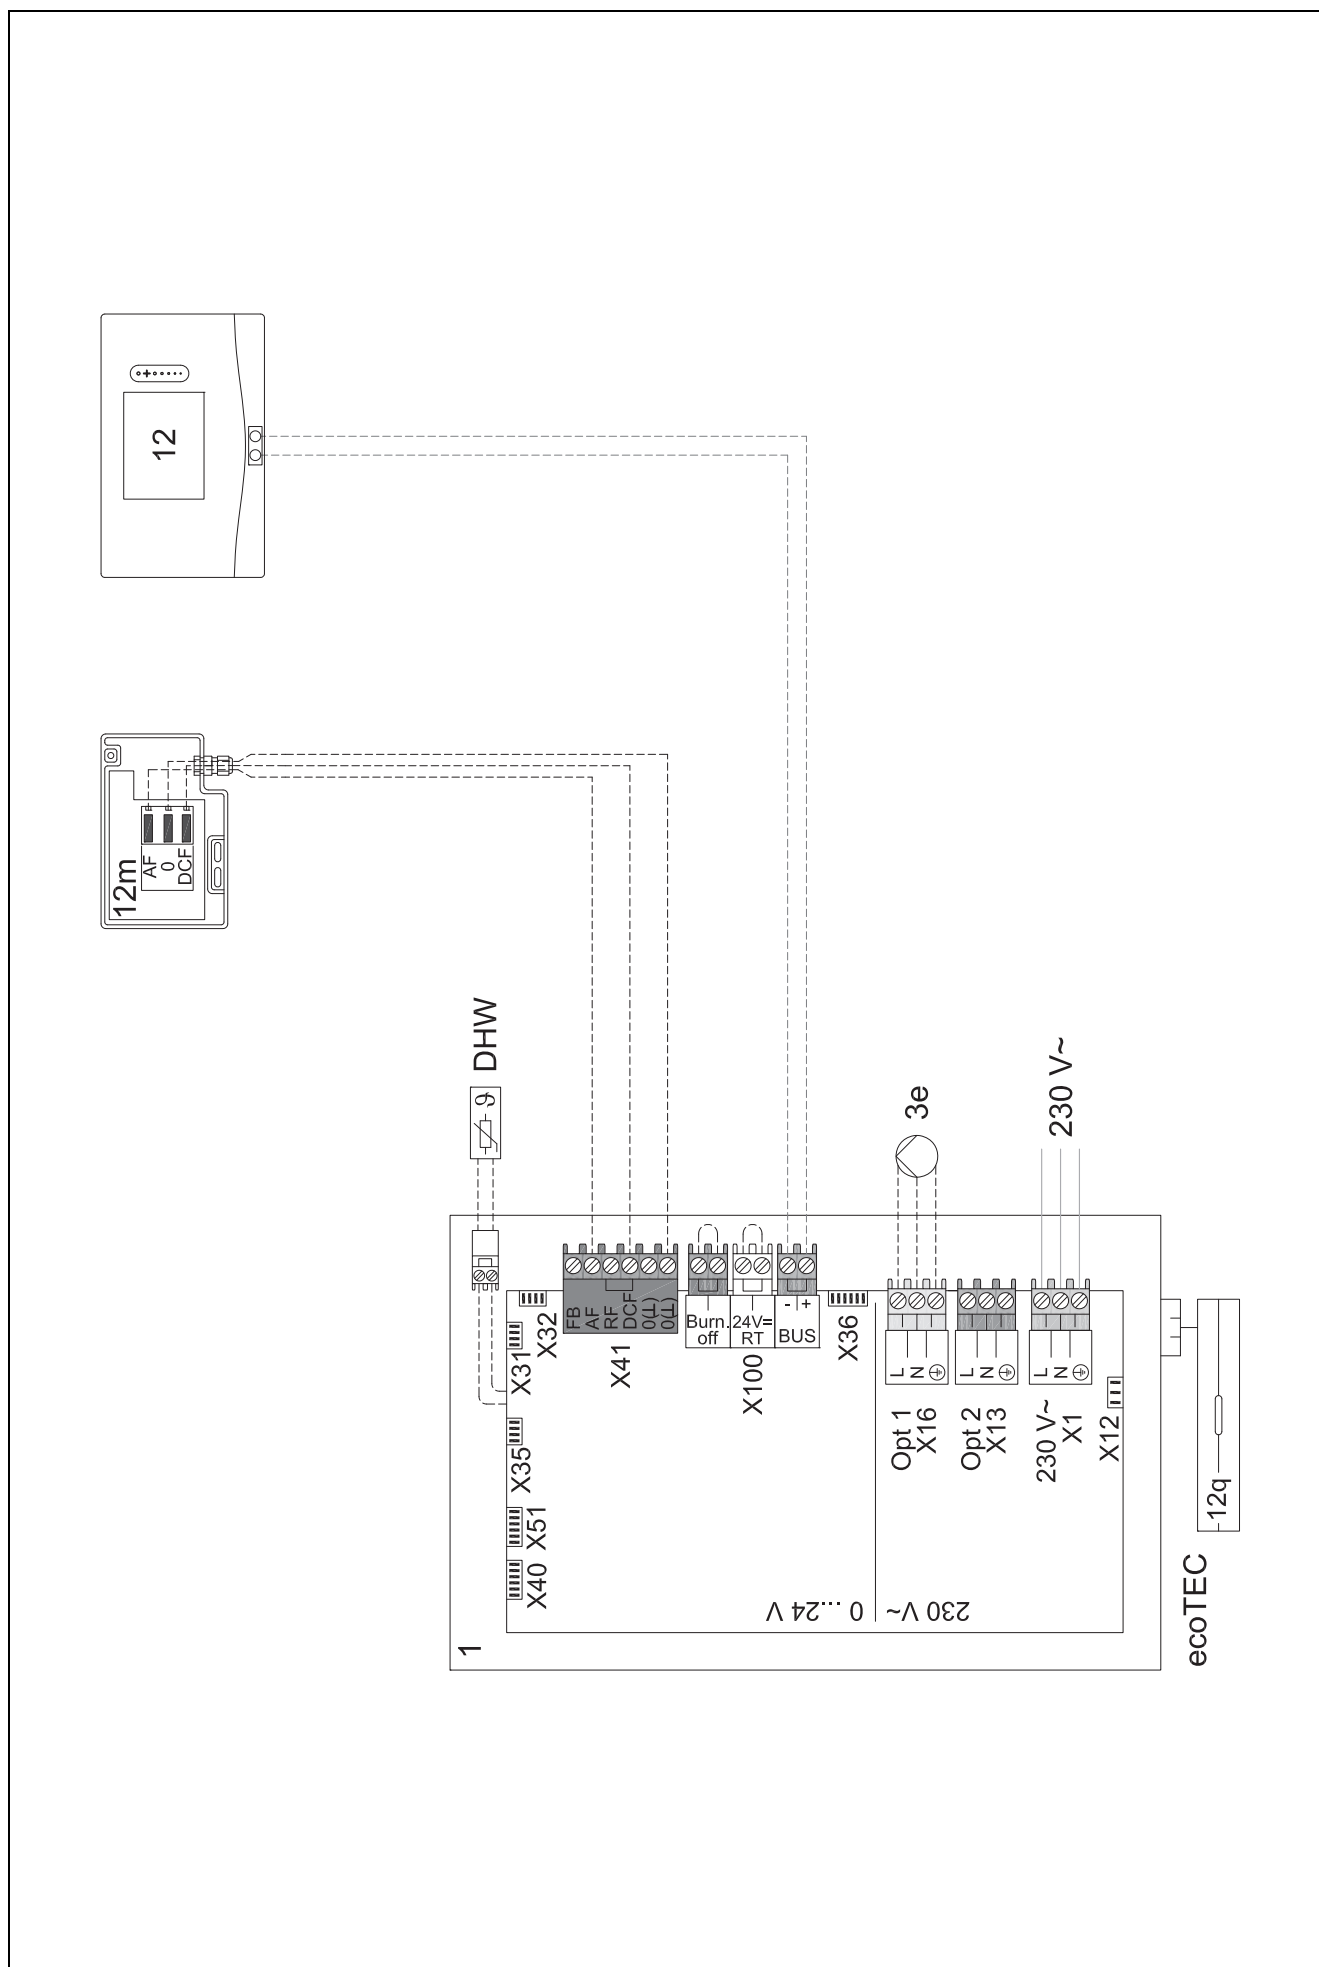 12
12m
AF
0
DCF
DHW
ϑ
1
X40
X51
X35
X31
X32
FB
AF
RF
DCF
0(⊥)
0(⊥)
X41
Burn.
off
24V=
RT
X100
- +
BUS
X36
0...24 V
230 V~
L
N
Opt 1
X16
3e
L
N
Opt 2
X13
L
N
230 V~
X1
230 V~
X12
12q
ecoTEC